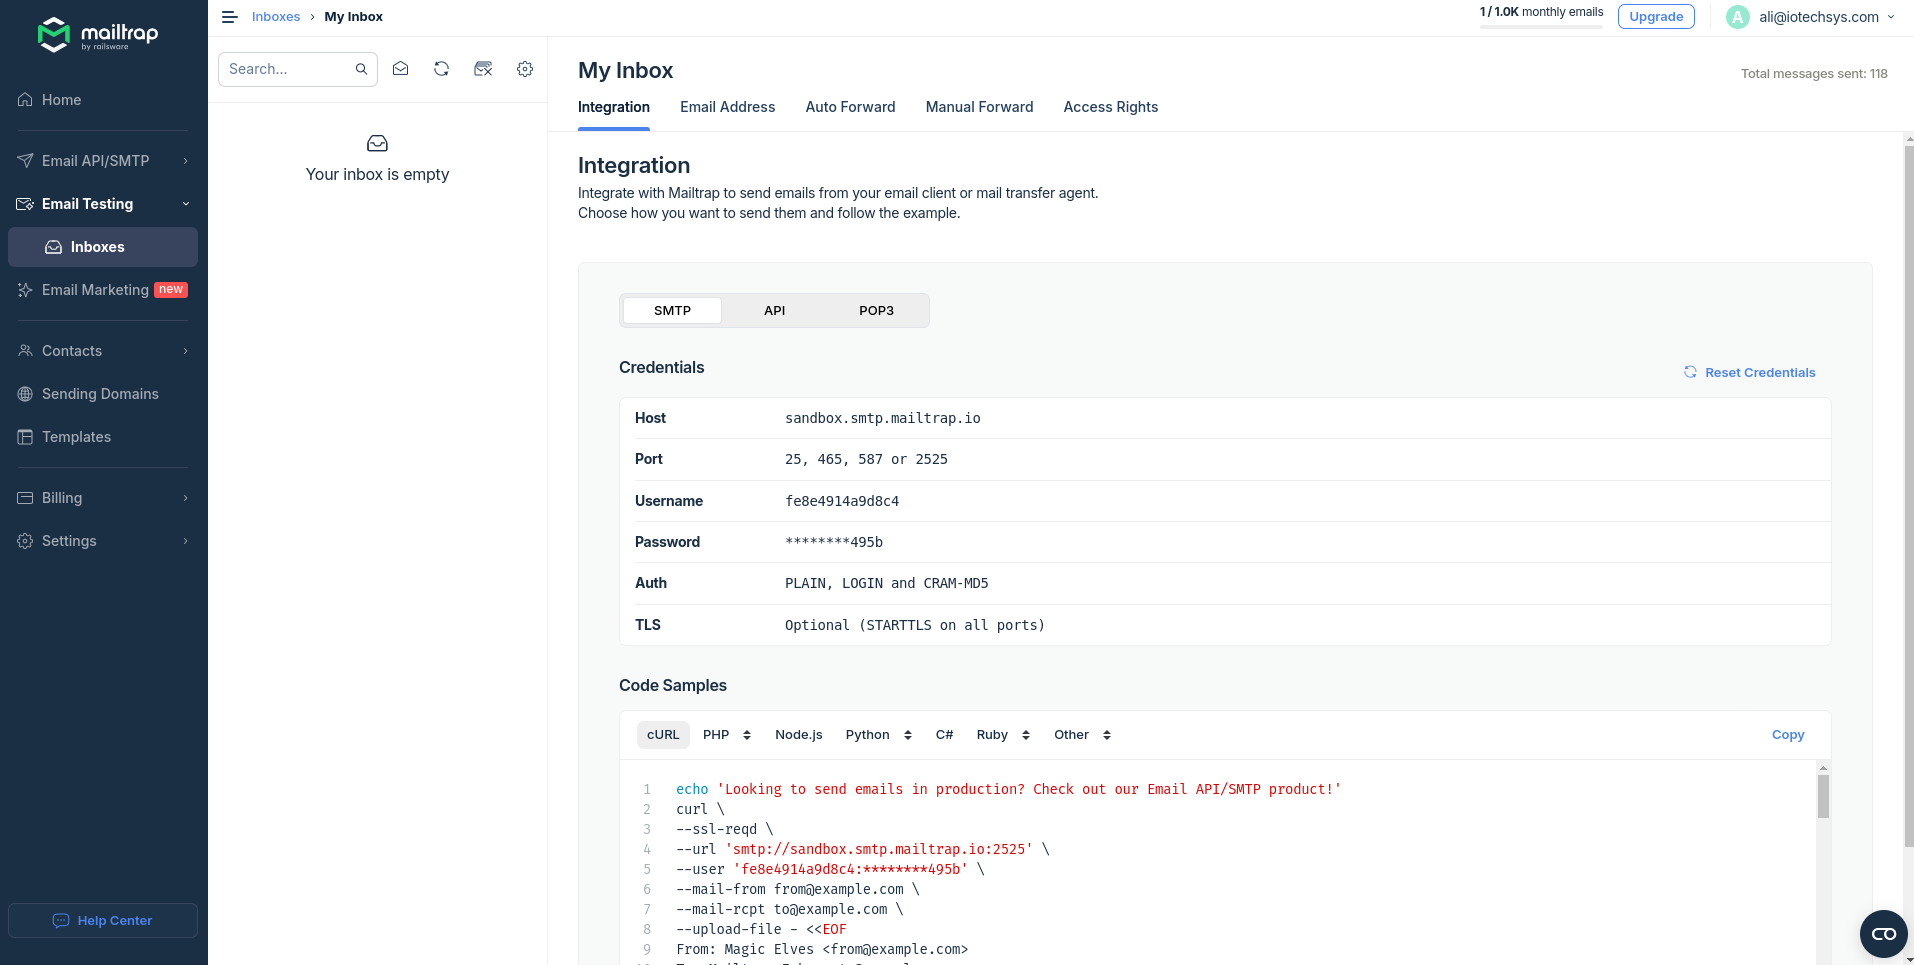 mailtrap
by railsware
Home
Email API/SMTP
Email Testing
Inboxes
Email Marketing new
Contacts
Sending Domains
Templates
Billing
Settings
Help Center
Inboxes › My Inbox
1 / 1.0K monthly emails
Upgrade
A
ali@iotechsys.com
Search...
Your inbox is empty
My Inbox
Total messages sent: 118
Integration Email Address Auto Forward Manual Forward Access Rights
Integration
Integrate with Mailtrap to send emails from your email client or mail transfer agent.
Choose how you want to send them and follow the example.
SMTP API POP3
Credentials
Reset Credentials
Host sandbox.smtp.mailtrap.io
Port 25, 465, 587 or 2525
Username fe8e4914a9d8c4
Password ********495b
Auth PLAIN, LOGIN and CRAM-MD5
TLS Optional (STARTTLS on all ports)
Code Samples
cURL PHP Node.js Python C# Ruby Other Copy
1 echo 'Looking to send emails in production? Check out our Email API/SMTP product!'
2 curl \
3 --ssl-reqd \
4 --url 'smtp://sandbox.smtp.mailtrap.io:2525' \
5 --user 'fe8e4914a9d8c4:********495b' \
6 --mail-from from@example.com \
7 --mail-rcpt to@example.com \
8 --upload-file - <<EOF
9 From: Magic Elves <from@example.com>